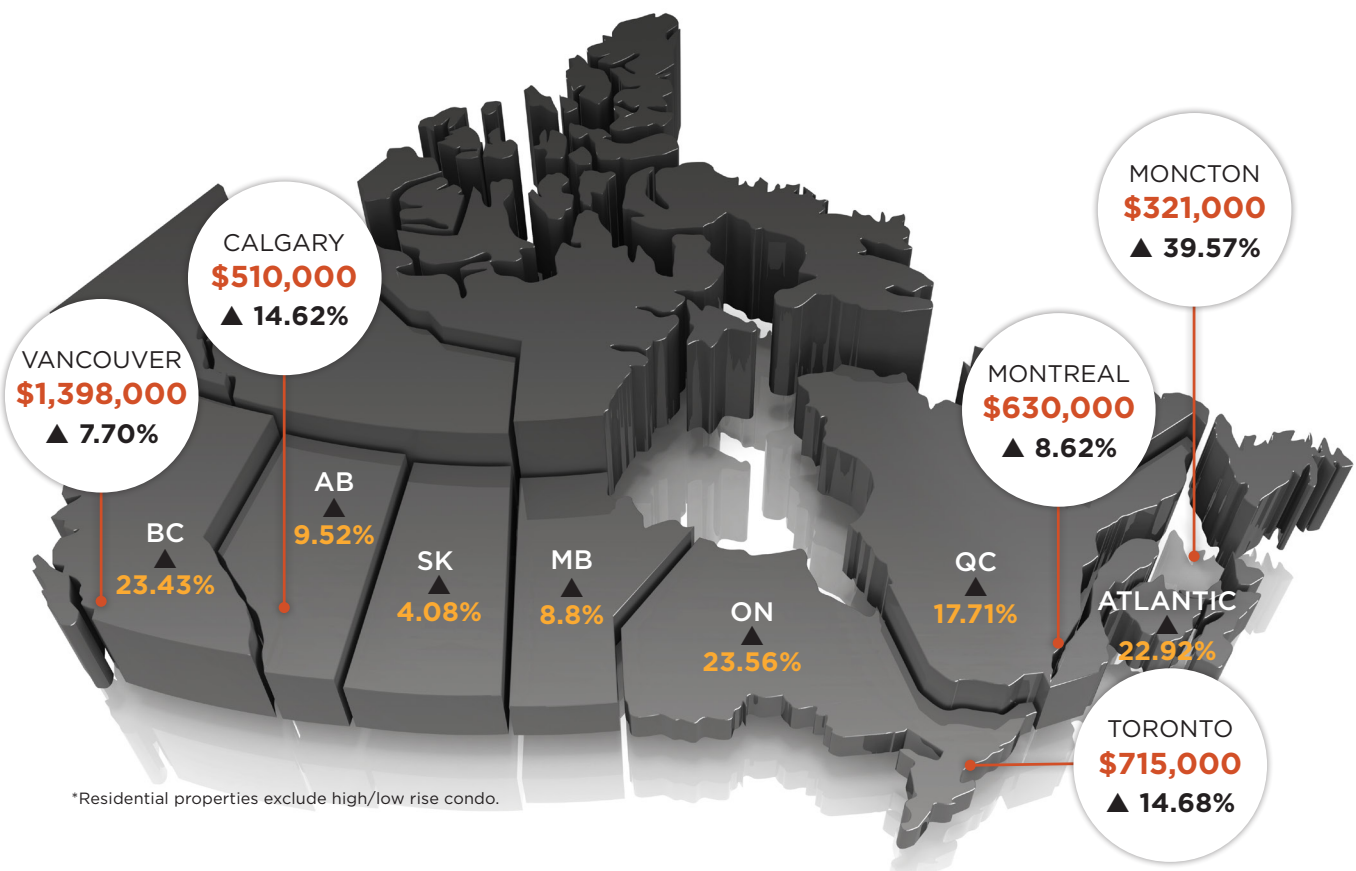 MONCTON
$321,000
▲ 39.57%
CALGARY
$510,000
▲ 14.62%
VANCOUVER
$1,398,000
▲ 7.70%
MONTREAL
$630,000
▲ 8.62%
AB
▲
9.52%
BC
▲
23.43%
SK
▲
4.08%
MB
▲
8.8%
ON
▲
23.56%
QC
▲
17.71%
ATLANTIC
▲
22.92%
TORONTO
$715,000
▲ 14.68%
*Residential properties exclude high/low rise condo.